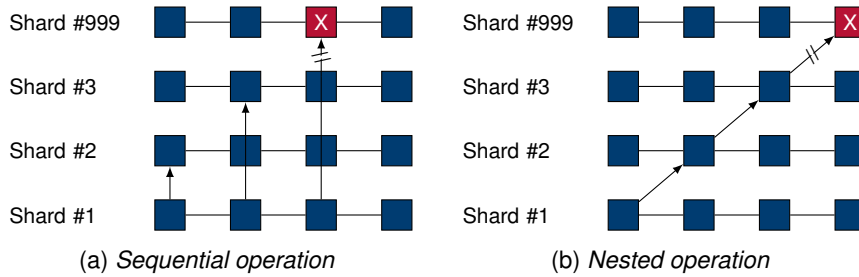 Shard #999 X Shard #999 X
Shard #3 Shard #3
Shard #2 Shard #2
Shard #1 Shard #1
(a) Sequential operation (b) Nested operation